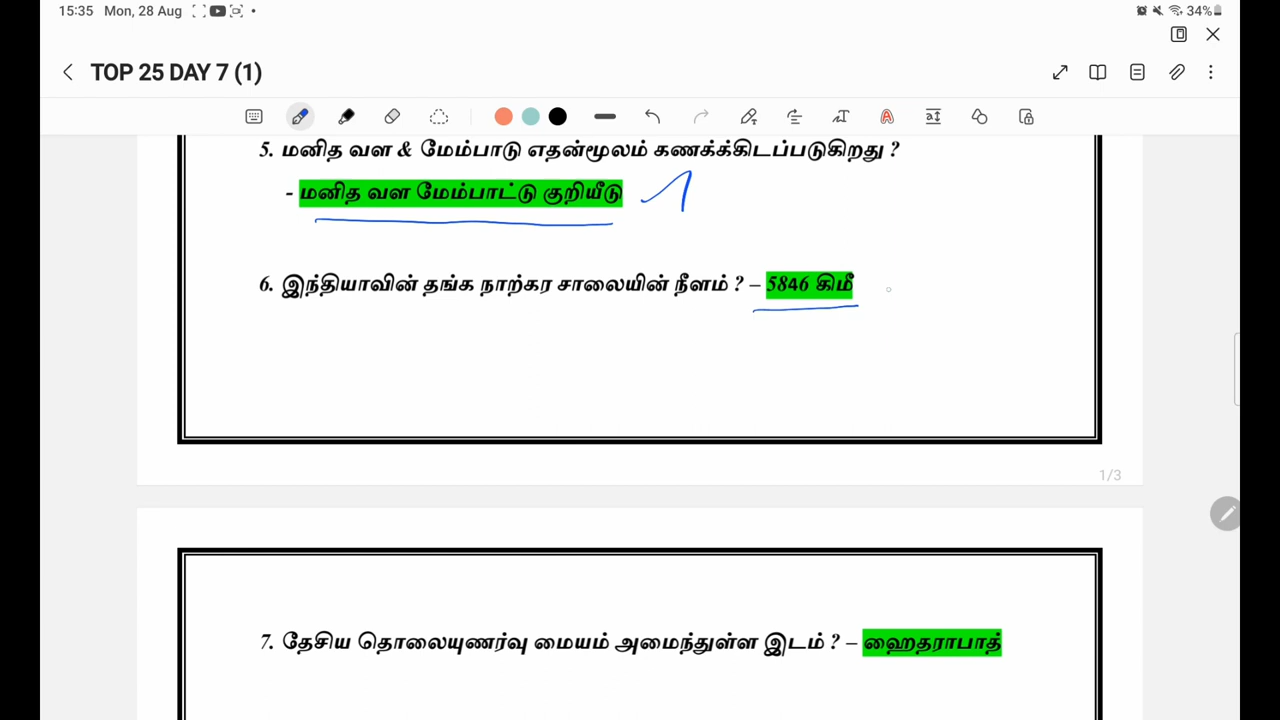 15:35 Mon, 28 Aug
34%
TOP 25 DAY 7 (1)
5. மனித வள & மேம்பாடு எதன்மூலம் கணக்க்கிடப்படுகிறது ?
- மனித வள மேம்பாட்டு குறியீடு
6. இந்தியாவின் தங்க நாற்கர சாலையின் நீளம் ? – 5846 கிமீ
1/3
7. தேசிய தொலையுணர்வு மையம் அமைந்துள்ள இடம் ? – ஹைதராபாத்